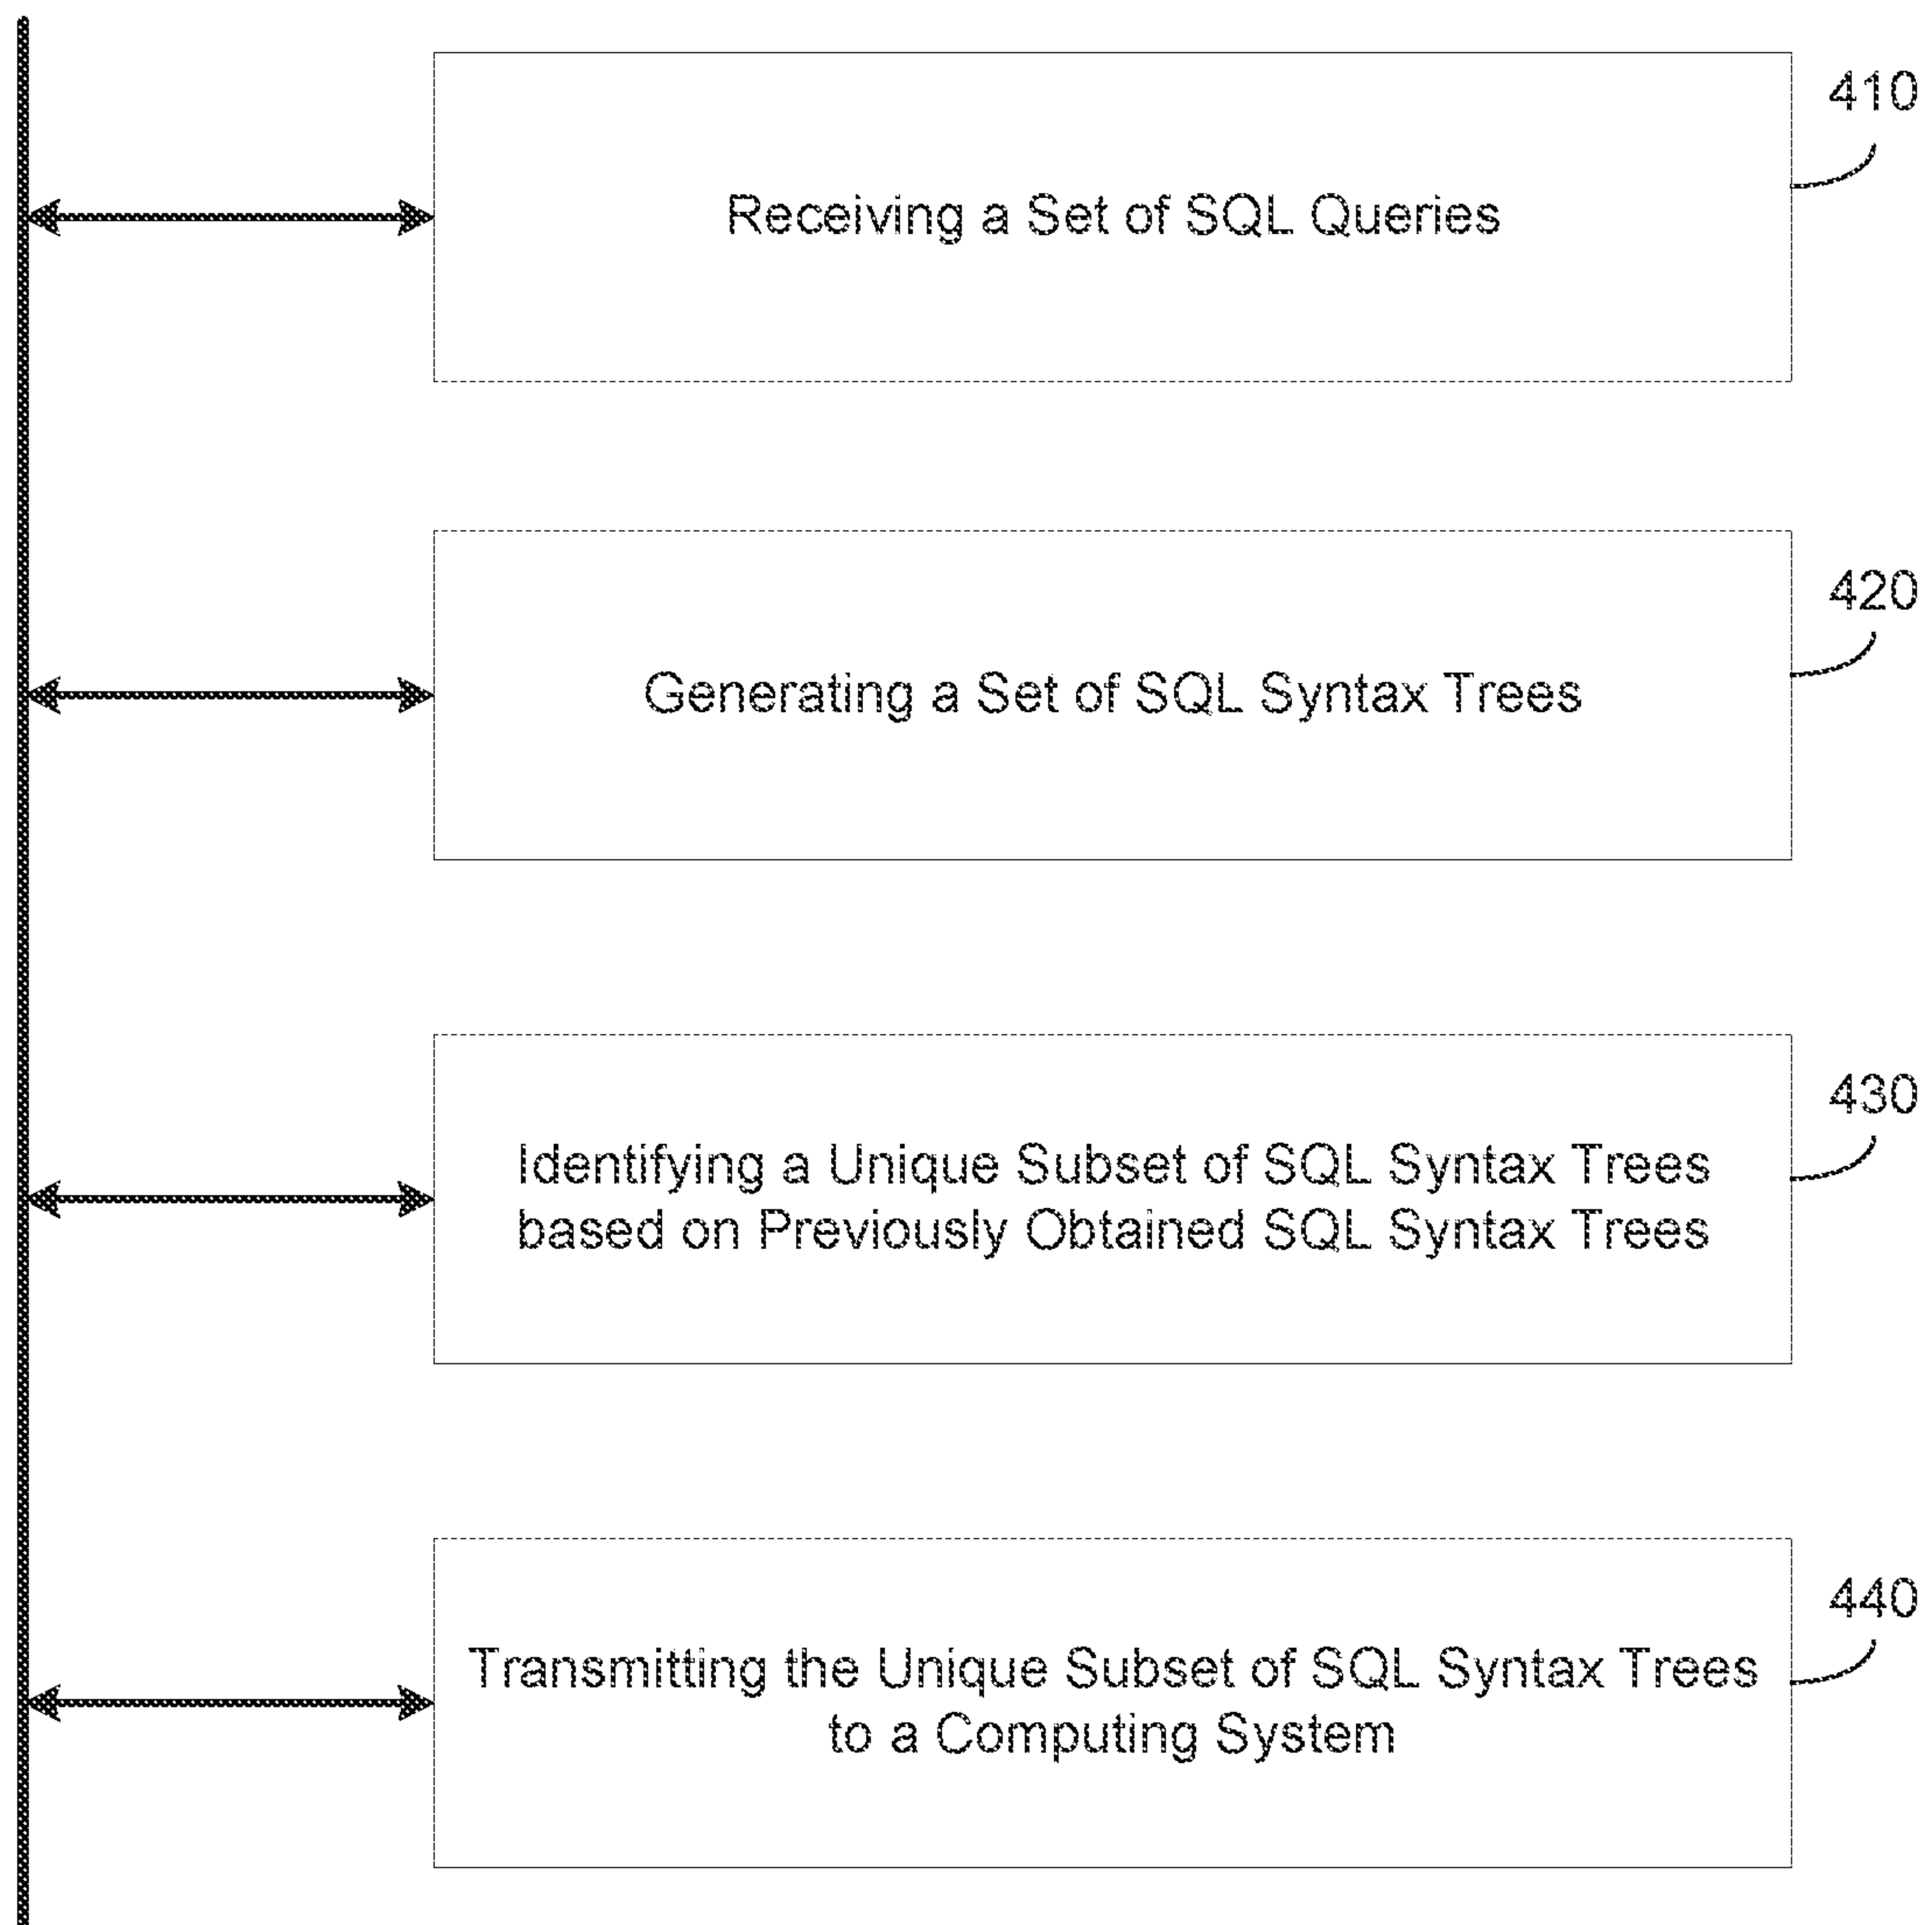 410
Receiving a Set of SQL Queries
420
Generating a Set of SQL Syntax Trees
430
Identifying a Unique Subset of SQL Syntax Trees
based on Previously Obtained SQL Syntax Trees
440
Transmitting the Unique Subset of SQL Syntax Trees
to a Computing System